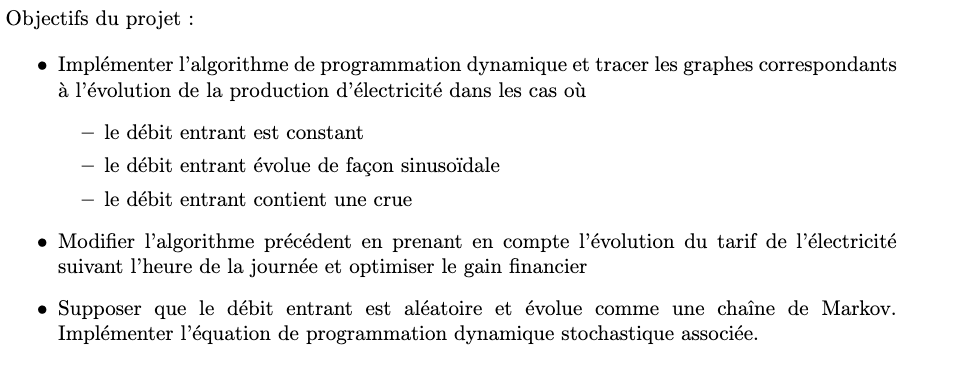 Objectifs du projet :
• Implémenter l'algorithme de programmation dynamique et tracer les graphes correspondants
à l'évolution de la production d'électricité dans les cas où
– le débit entrant est constant
– le débit entrant évolue de façon sinusoïdale
– le débit entrant contient une crue
• Modifier l'algorithme précédent en prenant en compte l'évolution du tarif de l'électricité
suivant l'heure de la journée et optimiser le gain financier
• Supposer que le débit entrant est aléatoire et évolue comme une chaîne de Markov.
Implémenter l'équation de programmation dynamique stochastique associée.